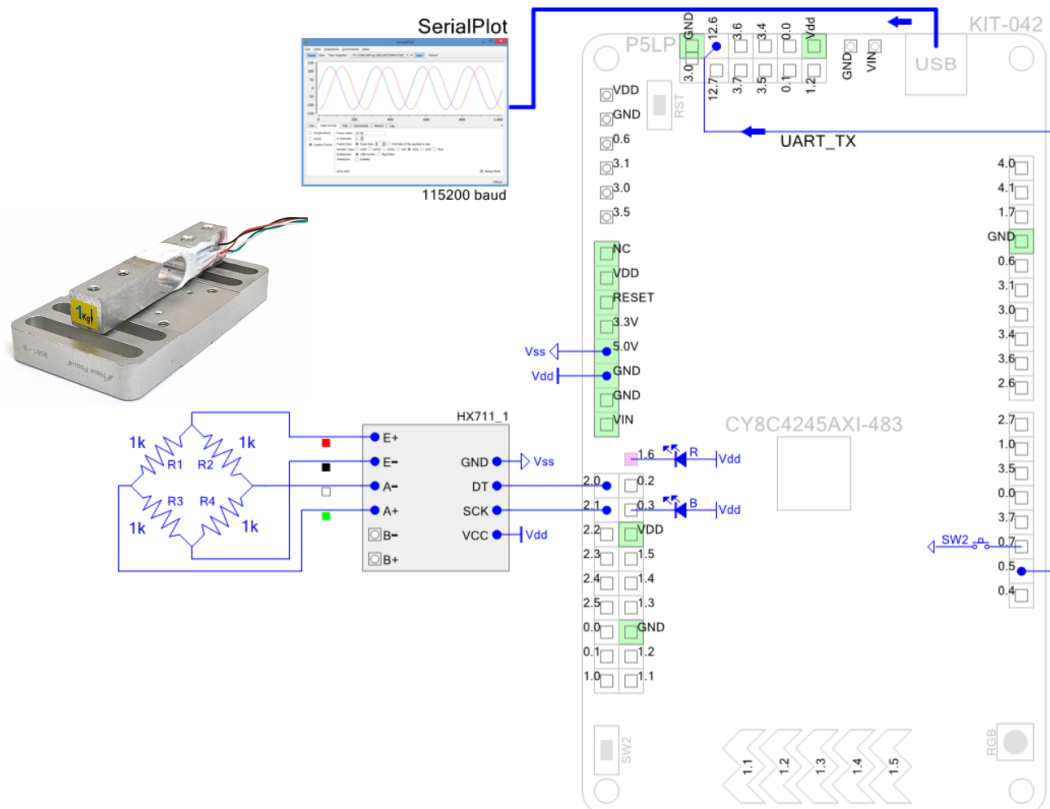 SerialPlot
115200 baud
KIT-042
P5LP
GND
12.6
3.6
3.4
0.0
Vdd
3.0
12.7
3.7
3.5
0.1
1.2
GND
VIN
USB
RST
UART_TX
VDD
GND
0.6
3.1
3.0
3.5
NC
VDD
RESET
3.3V
5.0V
GND
GND
VIN
Vss
Vdd
4.0
4.1
1.7
GND
0.6
3.1
3.0
3.4
3.6
2.6
1Kg
New Focus
CY8C4245AXI-483
HX711_1
E+
E−
A−
A+
B−
B+
GND
DT
SCK
VCC
Vss
Vdd
1k
R1
R2
1k
R3
R4
1k
1k
1.6
R
Vdd
2.0
0.2
2.1
0.3
B
Vdd
2.2
VDD
2.3
1.5
2.4
1.4
2.5
1.3
0.0
GND
0.1
1.2
1.0
1.1
2.7
1.0
3.5
0.0
3.7
0.7
0.5
0.4
SW2
SW2
RGB
1.1
1.2
1.3
1.4
1.5